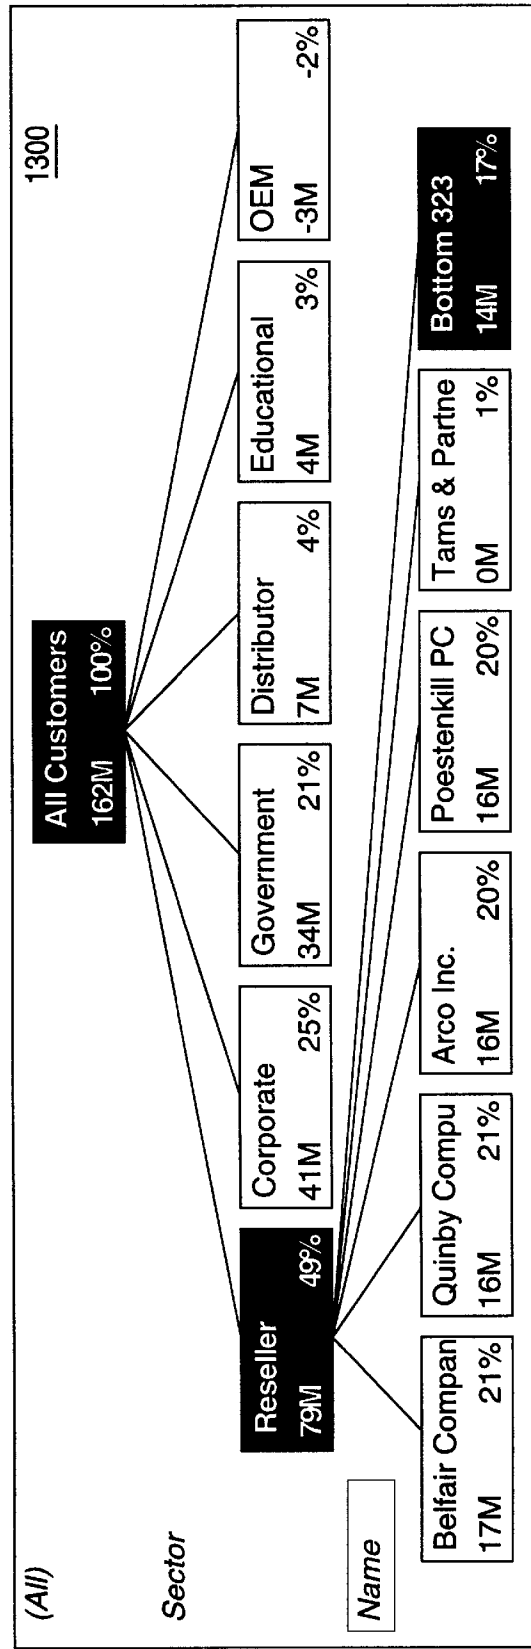 (All)
1300
All Customers
162M 100%
Sector
Reseller
79M 49%
Corporate
41M 25%
Government
34M 21%
Distributor
7M 4%
Educational
4M 3%
OEM
-3M -2%
Name
Belfair Compan
17M 21%
Quinby Compu
16M 21%
Arco Inc.
16M 20%
Poestenkill PC
16M 20%
Tams & Partne
0M 1%
Bottom 323
14M 17%